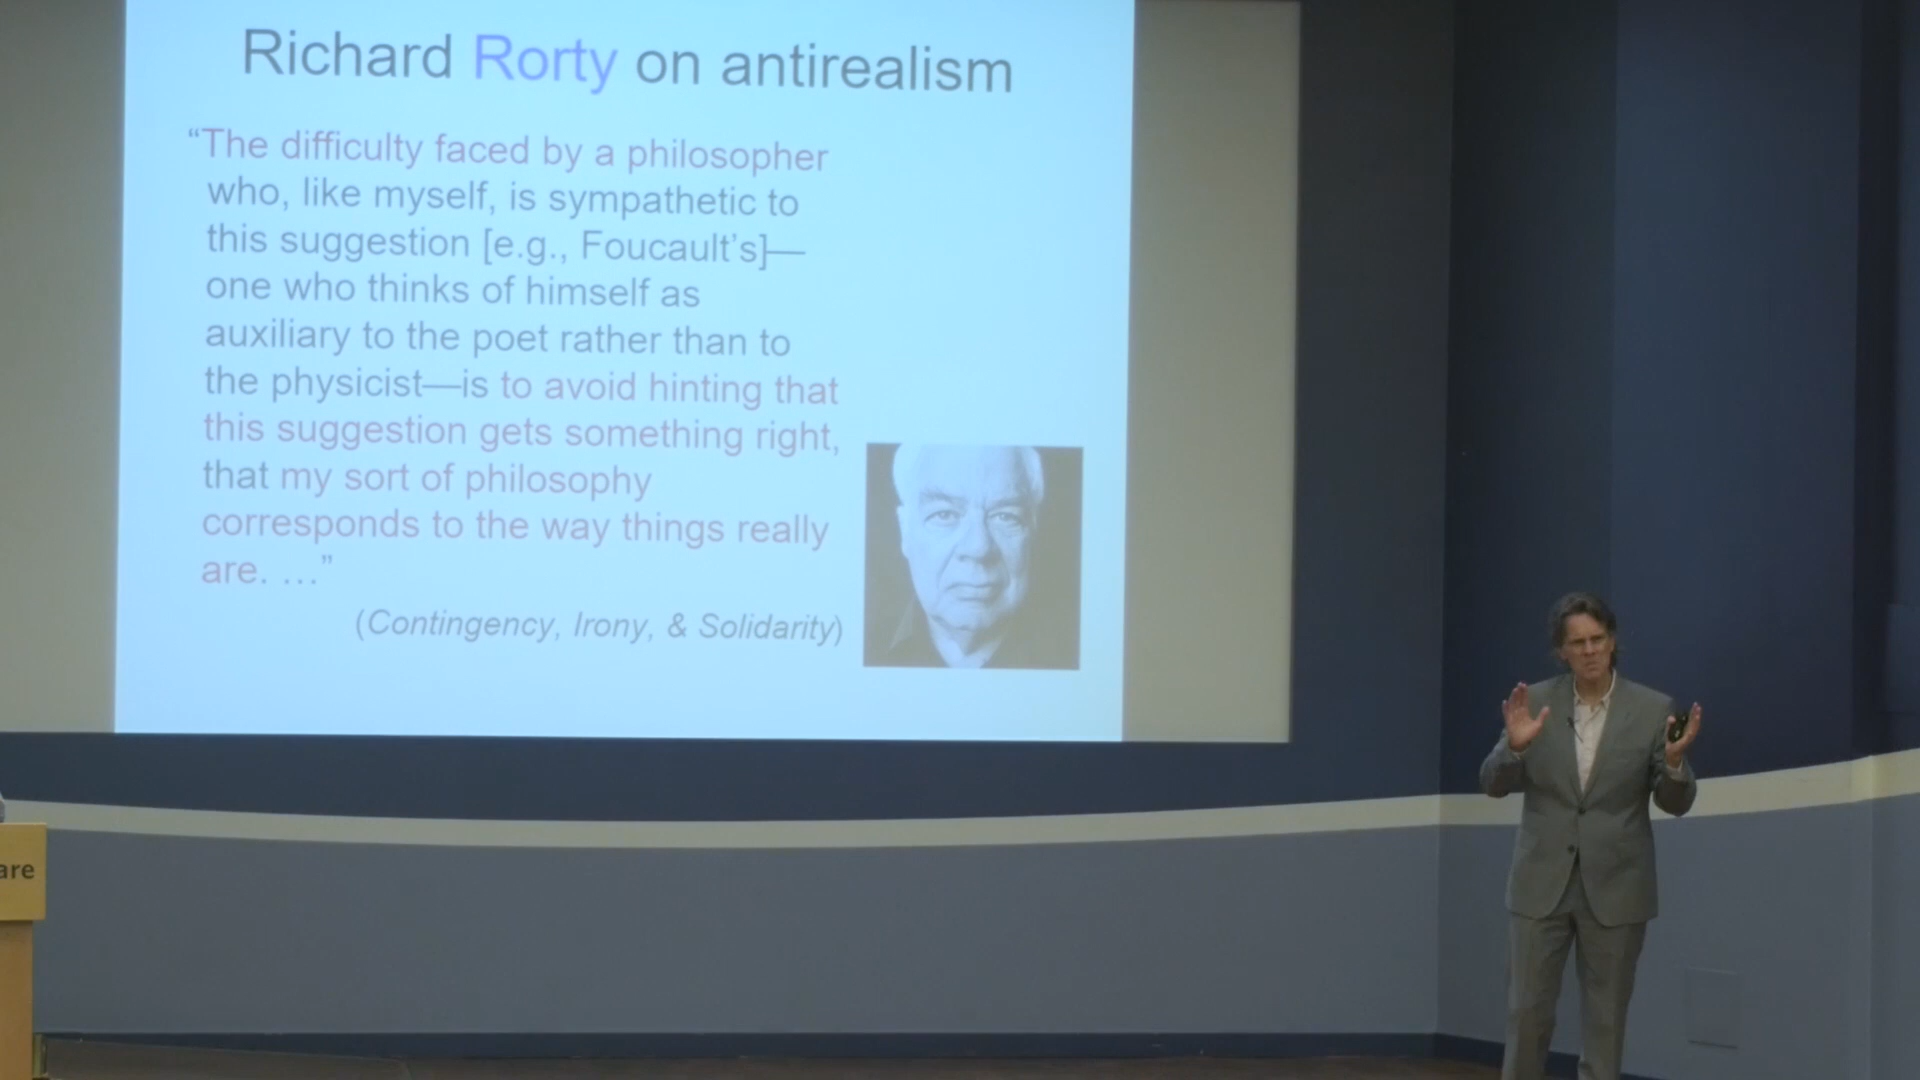 Richard Rorty on antirealism
“The difficulty faced by a philosopher
who, like myself, is sympathetic to
this suggestion [e.g., Foucault’s]—
one who thinks of himself as
auxiliary to the poet rather than to
the physicist—is to avoid hinting that
this suggestion gets something right,
that my sort of philosophy
corresponds to the way things really
are. …”
(Contingency, Irony, & Solidarity)
are